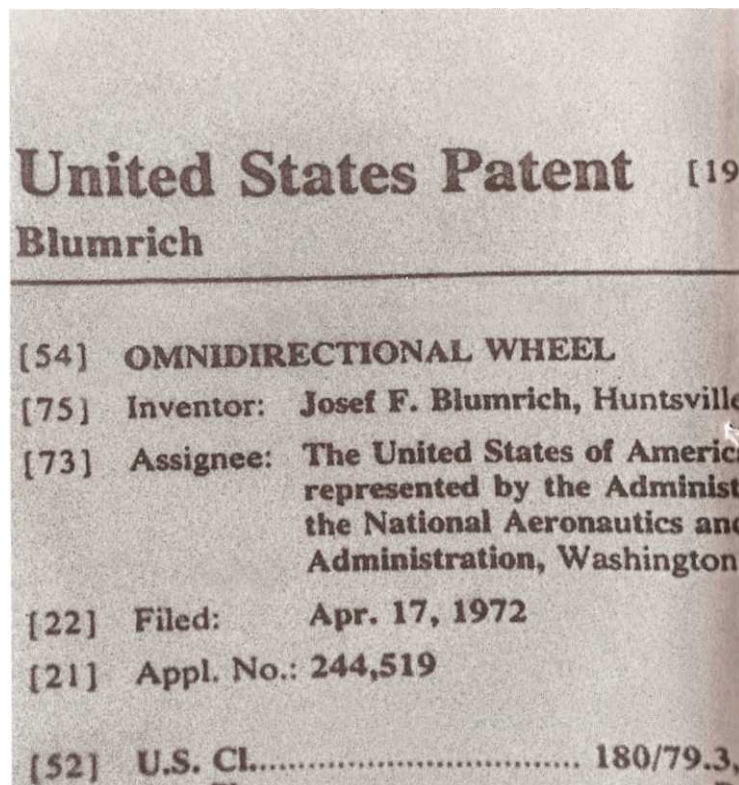 United States Patent [19
Blumrich
[54] OMNIDIRECTIONAL WHEEL
[75] Inventor: Josef F. Blumrich, Huntsville
[73] Assignee: The United States of Americ
represented by the Administ
the National Aeronautics and
Administration, Washington
[22] Filed: Apr. 17, 1972
[21] Appl. No.: 244,519
[52] U.S. Cl................................. 180/79.3,